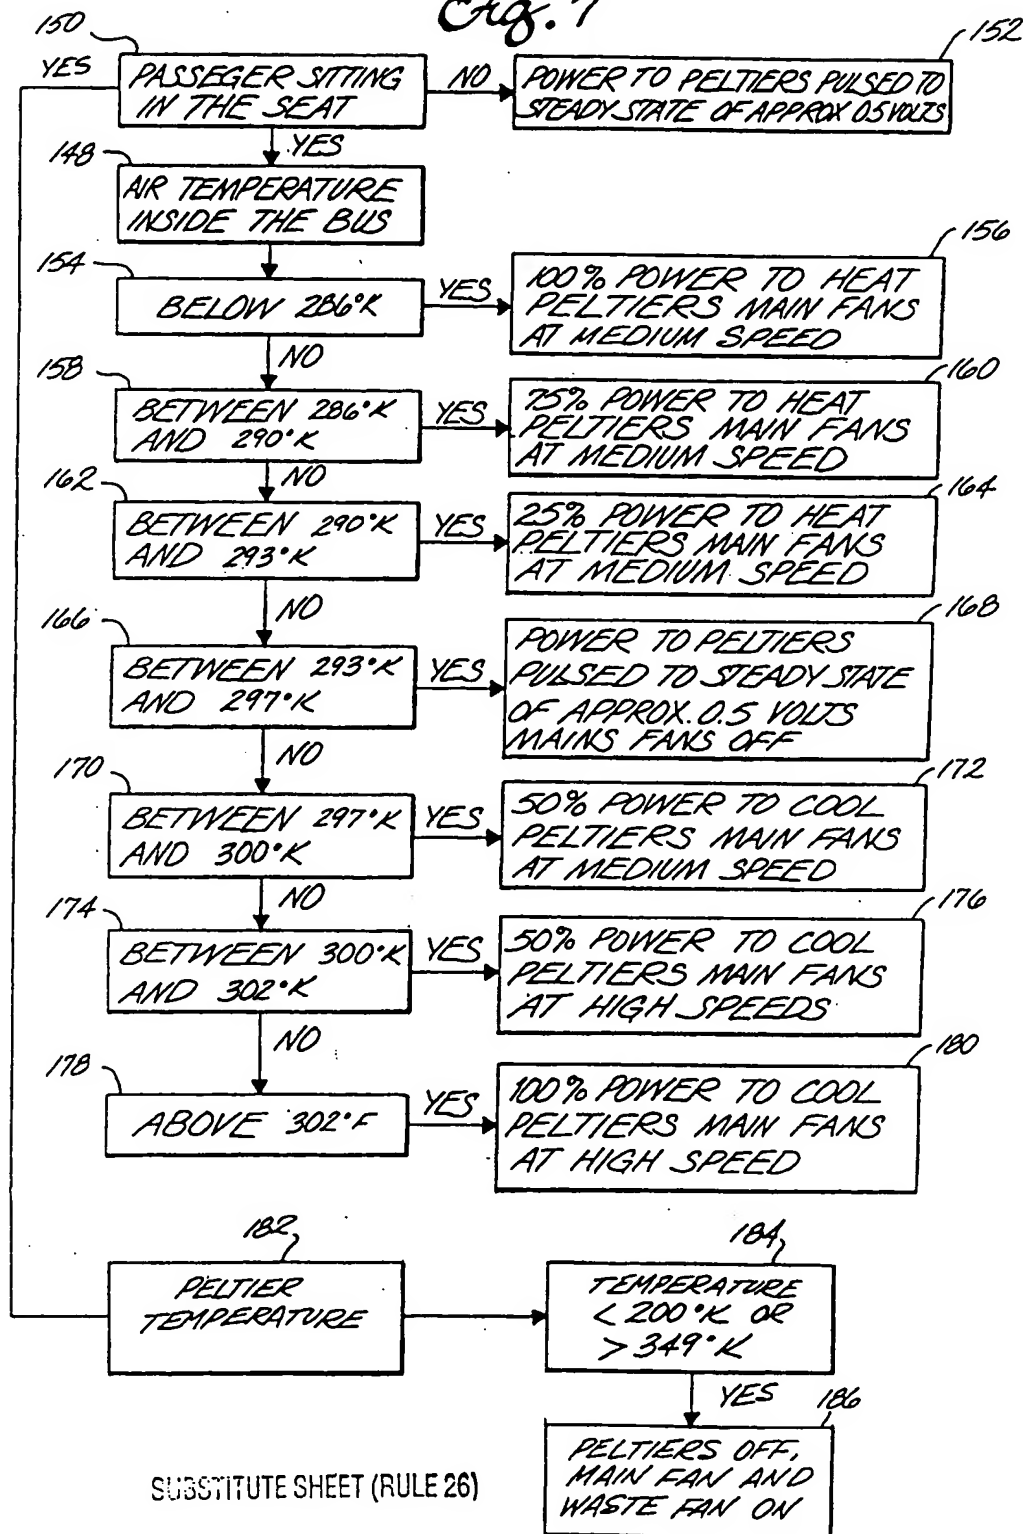 Fig. 7
150
152
YES
PASSEGER SITTING
IN THE SEAT
NO
POWER TO PELTIERS PULSED TO
STEADY STATE OF APPROX 0.5 VOLTS
YES
148
AIR TEMPERATURE
INSIDE THE BUS
154
BELOW 286°K
YES
156
100% POWER TO HEAT
PELTIERS MAIN FANS
AT MEDIUM SPEED
NO
158
BETWEEN 286°K
AND 290°K
YES
160
75% POWER TO HEAT
PELTIERS MAIN FANS
AT MEDIUM SPEED
NO
162
BETWEEN 290°K
AND 293°K
YES
164
25% POWER TO HEAT
PELTIERS MAIN FANS
AT MEDIUM SPEED
NO
166
BETWEEN 293°K
AND 297°K
YES
168
POWER TO PELTIERS
PULSED TO STEADY STATE
OF APPROX. 0.5 VOLTS
MAINS FANS OFF
NO
170
BETWEEN 297°K
AND 300°K
YES
172
50% POWER TO COOL
PELTIERS MAIN FANS
AT MEDIUM SPEED
NO
174
BETWEEN 300°K
AND 302°K
YES
176
50% POWER TO COOL
PELTIERS MAIN FANS
AT HIGH SPEEDS
NO
178
ABOVE 302°F
YES
180
100% POWER TO COOL
PELTIERS MAIN FANS
AT HIGH SPEED
182
PELTIER
TEMPERATURE
184
TEMPERATURE
< 200°K OR
> 349°K
YES
186
PELTIERS OFF,
MAIN FAN AND
WASTE FAN ON
SUBSTITUTE SHEET (RULE 26)